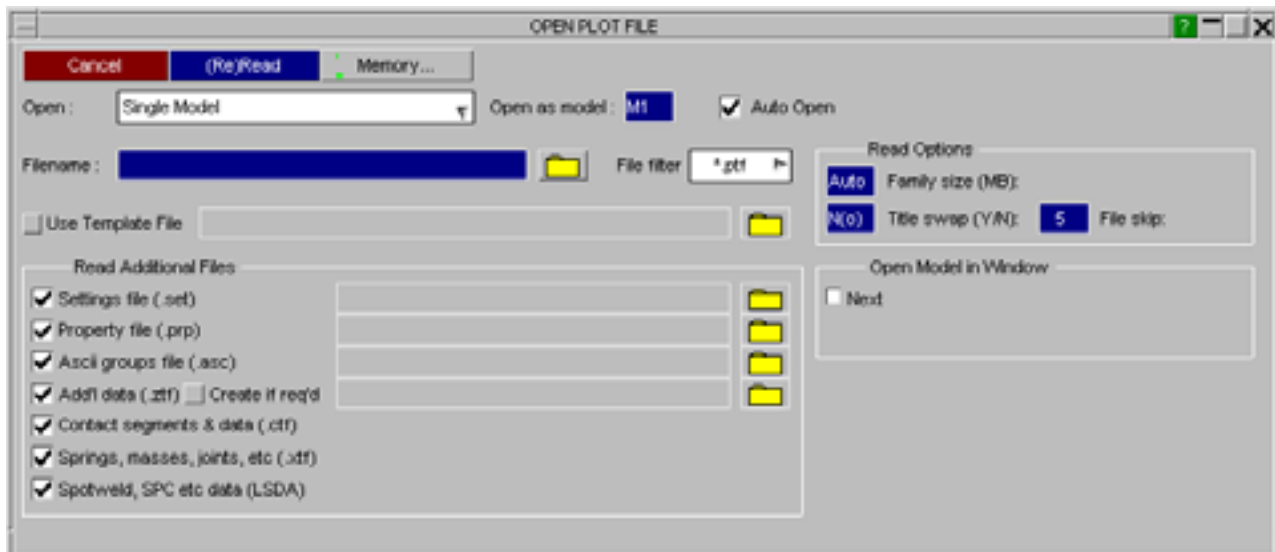 OPEN PLOT FILE
?
Cancel (Re)Read Memory...
Open : Single Model Open as model : M1 Auto Open
Filename : File filter *.ptf
Read Options
Auto Family size (MB):
N(o) Title swap (Y/N): 5 File skip:
Use Template File
Read Additional Files
Settings file (.set)
Property file (.prp)
Ascii groups file (.asc)
Add'l data (.ztf) Create if req'd
Contact segments & data (.ctf)
Springs, masses, joints, etc (.xtf)
Spotweld, SPC etc data (LSDA)
Open Model in Window
Next